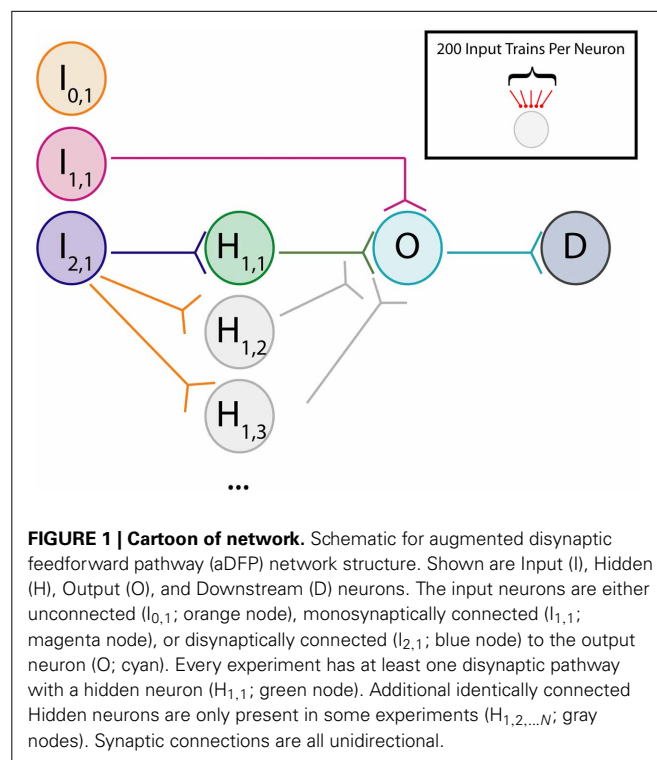 I0,1
200 Input Trains Per Neuron
I1,1
I2,1
H1,1
O
D
H1,2
H1,3
...
FIGURE 1 | Cartoon of network. Schematic for augmented disynaptic
feedforward pathway (aDFP) network structure. Shown are Input (I), Hidden
(H), Output (O), and Downstream (D) neurons. The input neurons are either
unconnected (I0,1; orange node), monosynaptically connected (I1,1;
magenta node), or disynaptically connected (I2,1; blue node) to the output
neuron (O; cyan). Every experiment has at least one disynaptic pathway
with a hidden neuron (H1,1; green node). Additional identically connected
Hidden neurons are only present in some experiments (H1,2,...N; gray
nodes). Synaptic connections are all unidirectional.